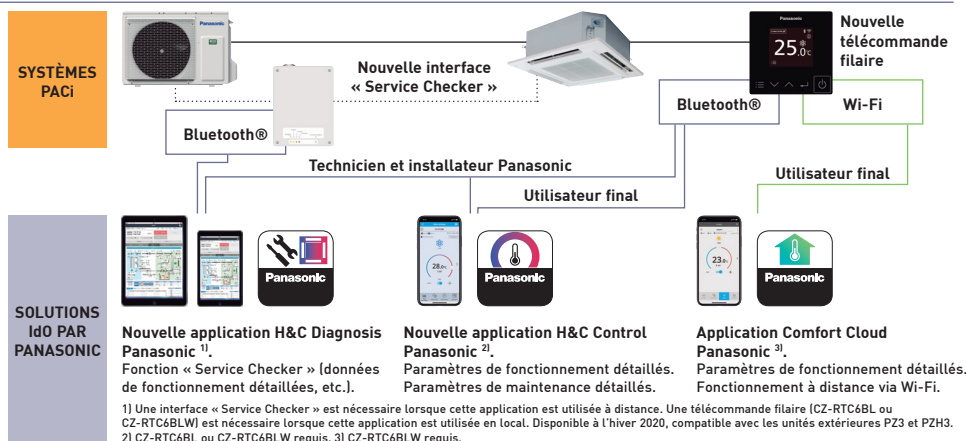 Panasonic
Panasonic
Nouvelle
télécommande
filaire
25.0°c
SYSTÈMES
PACi
Nouvelle interface
« Service Checker »
Bluetooth®
Bluetooth®
Wi-Fi
Technicien et installateur Panasonic
Utilisateur final
Utilisateur final
28.0°c
23.0°
Panasonic
Panasonic
Panasonic
SOLUTIONS
IdO PAR
PANASONIC
Nouvelle application H&C Diagnosis
Panasonic 1).
Fonction « Service Checker » (données
de fonctionnement détaillées, etc.).
Nouvelle application H&C Control
Panasonic 2).
Paramètres de fonctionnement détaillés.
Paramètres de maintenance détaillés.
Application Comfort Cloud
Panasonic 3).
Paramètres de fonctionnement détaillés.
Fonctionnement à distance via Wi-Fi.
1) Une interface « Service Checker » est nécessaire lorsque cette application est utilisée à distance. Une télécommande filaire (CZ-RTC6BL ou
CZ-RTC6BLW) est nécessaire lorsque cette application est utilisée en local. Disponible à l'hiver 2020, compatible avec les unités extérieures PZ3 et PZH3.
2) CZ-RTC6BL ou CZ-RTC6BLW requis. 3) CZ-RTC6BLW requis.